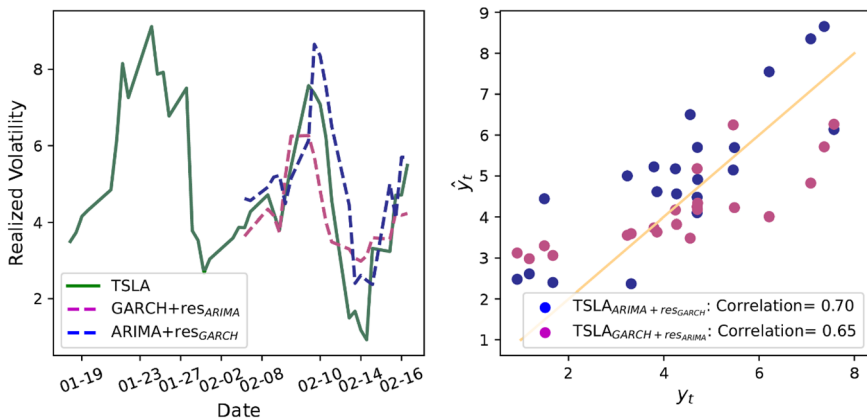 Realized Volatility
8
6
4
2
TSLA
GARCH+res_ARIMA
ARIMA+res_GARCH
01-19
01-23
01-27
02-02
02-08
02-10
02-14
02-16
Date
ŷ_t
9
8
7
6
5
4
3
2
1
TSLA_ARIMA+res_GARCH: Correlation= 0.70
TSLA_GARCH+res_ARIMA: Correlation= 0.65
2
4
6
8
y_t